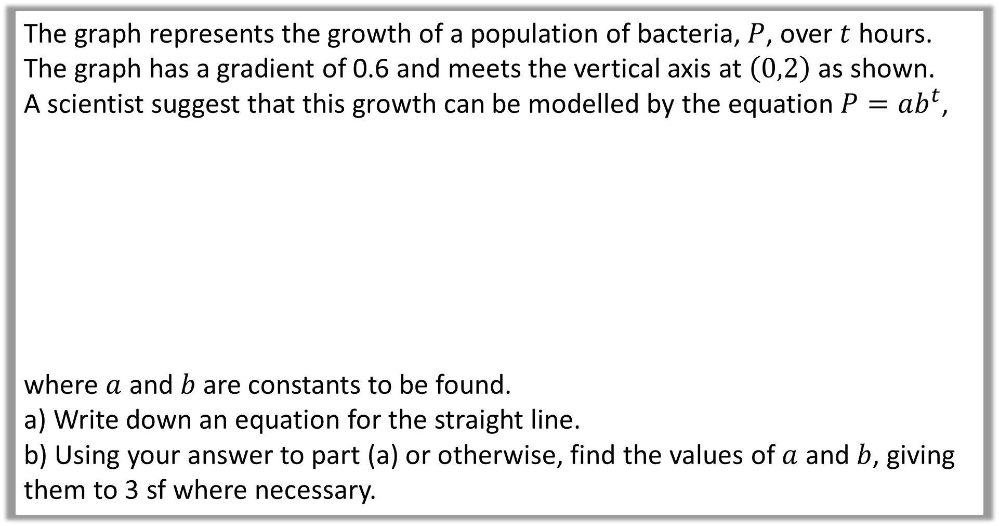 The graph represents the growth of a population of bacteria, P, over t hours.
The graph has a gradient of 0.6 and meets the vertical axis at (0,2) as shown.
A scientist suggest that this growth can be modelled by the equation P = abᵗ,
where a and b are constants to be found.
a) Write down an equation for the straight line.
b) Using your answer to part (a) or otherwise, find the values of a and b, giving
them to 3 sf where necessary.